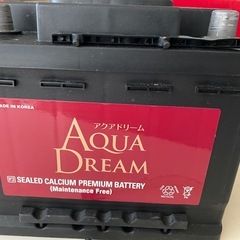 MADE IN KOREA
アクアドリーム
AQUA
DREAM
SEALED CALCIUM PREMIUM BATTERY
(Maintenance Free)